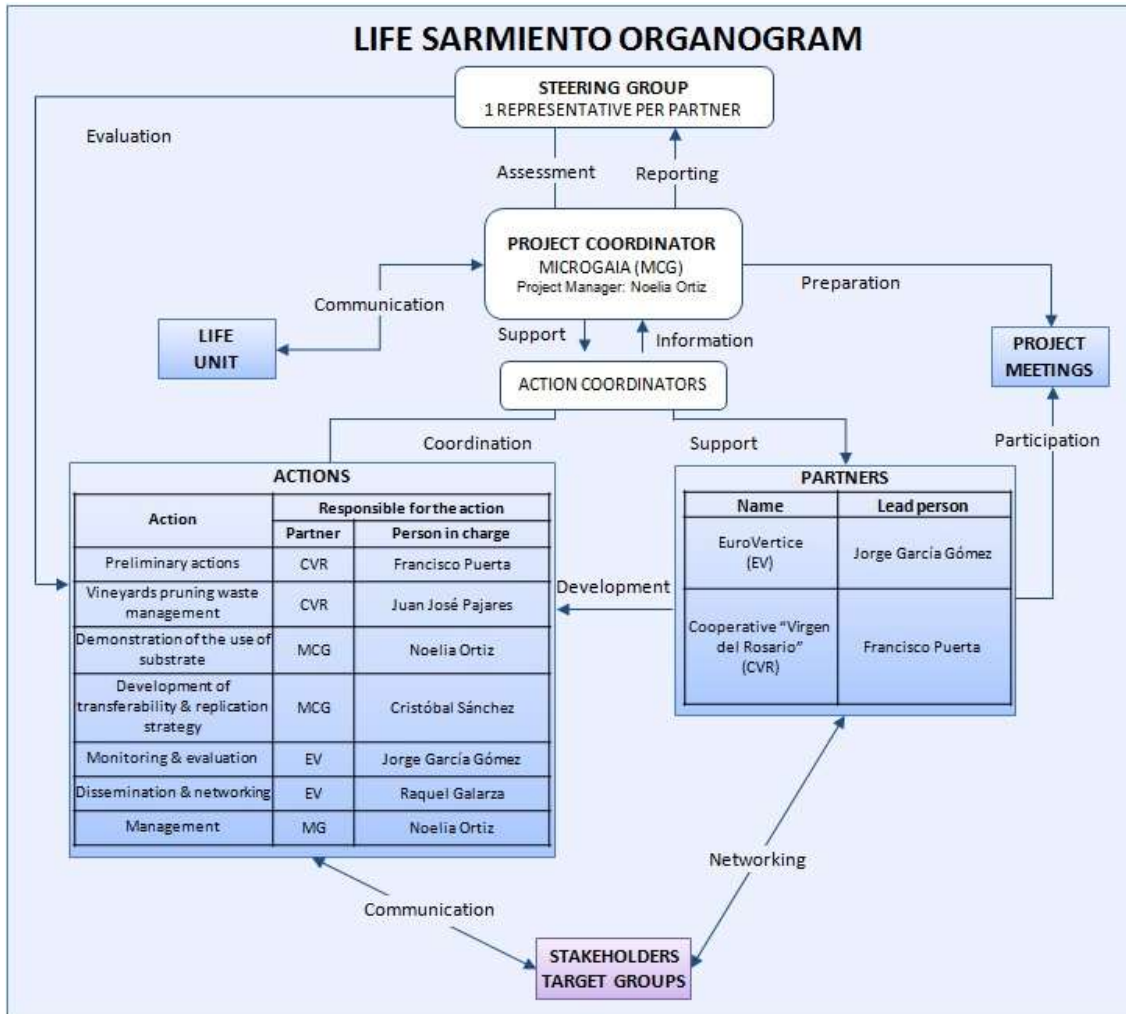 LIFE SARMIENTO ORGANOGRAM
STEERING GROUP
1 REPRESENTATIVE PER PARTNER
Evaluation
Assessment
Reporting
PROJECT COORDINATOR
MICROGAIA (MCG)
Project Manager: Noelia Ortiz
Preparation
Communication
LIFE
UNIT
Support
Information
PROJECT
MEETINGS
ACTION COORDINATORS
Coordination
Support
Participation
ACTIONS
Action
Responsible for the action
Partner
Person in charge
Preliminary actions
CVR
Francisco Puerta
Vineyards pruning waste
management
CVR
Juan José Pajares
Demonstration of the use of
substrate
MCG
Noelia Ortiz
Development of
transferability & replication
strategy
MCG
Cristóbal Sánchez
Monitoring & evaluation
EV
Jorge García Gómez
Dissemination & networking
EV
Raquel Galarza
Management
MG
Noelia Ortiz
Development
PARTNERS
Name
Lead person
EuroVertice
(EV)
Jorge García Gómez
Cooperative “Virgen
del Rosario”
(CVR)
Francisco Puerta
Networking
Communication
STAKEHOLDERS
TARGET GROUPS